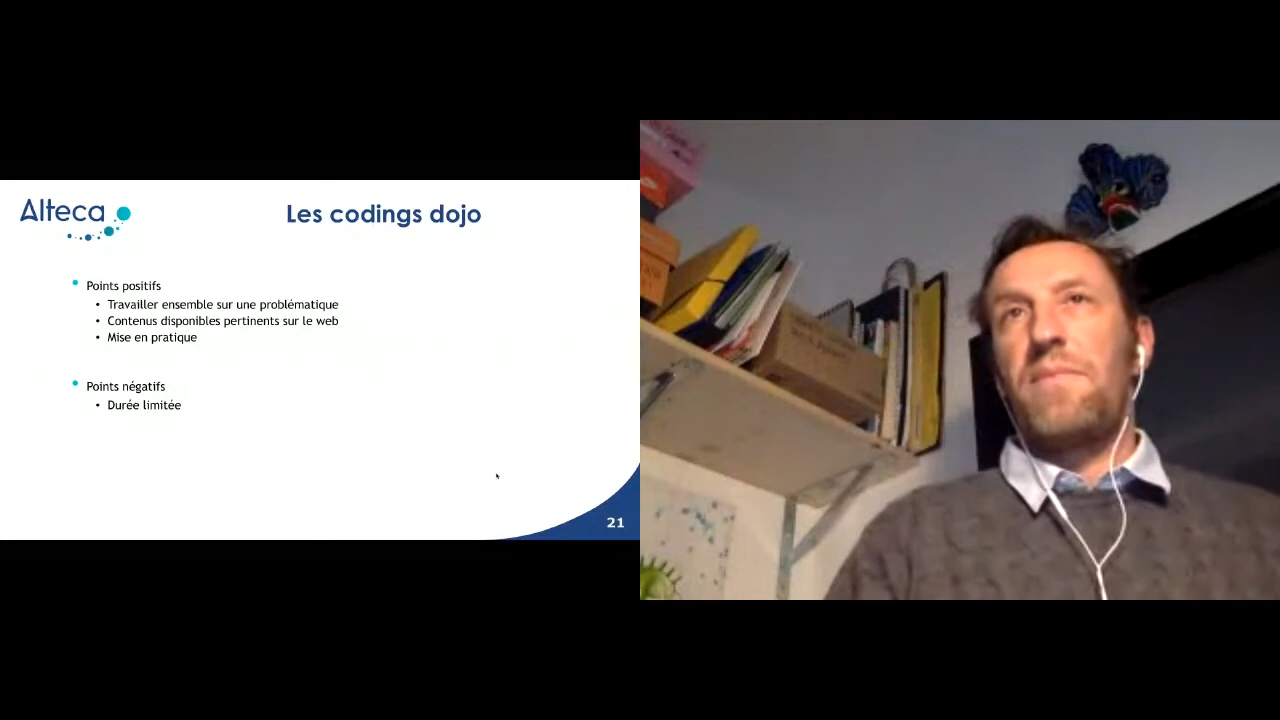 Alteca
Les codings dojo
• Points positifs
• Travailler ensemble sur une problématique
• Contenus disponibles pertinents sur le web
• Mise en pratique
• Points négatifs
• Durée limitée
21